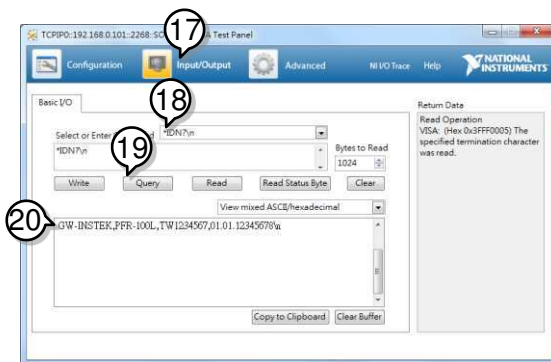 TCPIP0::192.168.0.101::2268::SO
A Test Panel
17
Configuration
Input/Output
Advanced
NI I/O Trace
Help
NATIONAL INSTRUMENTS
Basic I/O
18
Select or Enter
d
*IDN?\n
*IDN?\n
19
Bytes to Read
1024
Write
Query
Read
Read Status Byte
Clear
View mixed ASCII/hexadecimal
20
GW-INSTEK,PFR-100L,TW1234567,01.01.12345678\n
Copy to Clipboard
Clear Buffer
Return Data
Read Operation
VISA: (Hex 0x3FFF0005) The
specified termination character
was read.